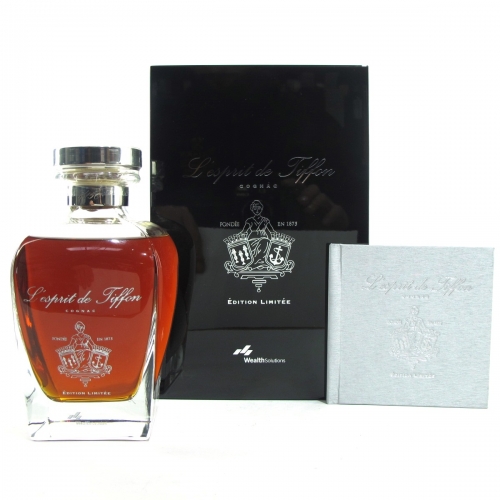 L'esprit de Tiffon
COGNAC
FONDÉE EN 1875
WealthSolutions
L'esprit de Tiffon
COGNAC
FONDÉE EN 1875
ÉDITION LIMITÉE
WealthSolutions
L'esprit de Tiffon
COGNAC
ÉDITION LIMITÉE